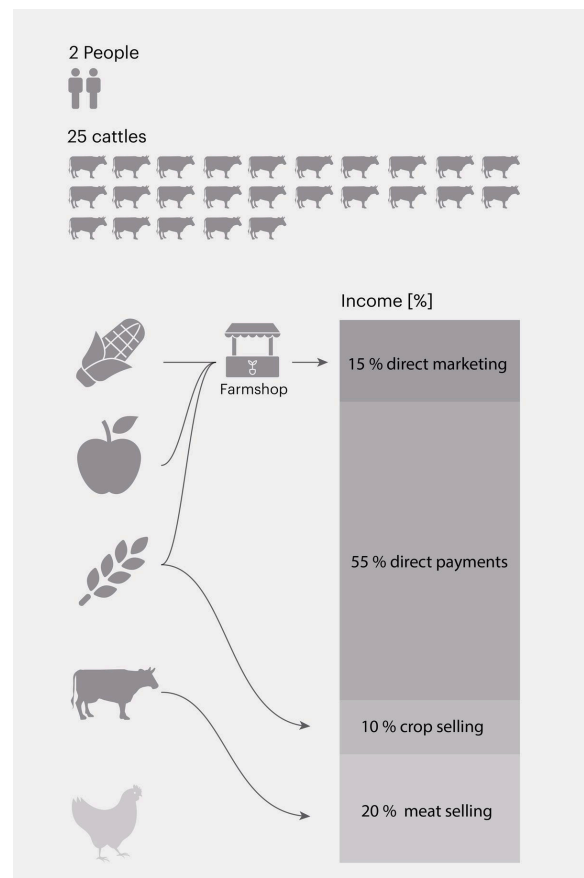 2 People
25 cattles
Income [%]
15 % direct marketing
Farmshop
55 % direct payments
10 % crop selling
20 % meat selling